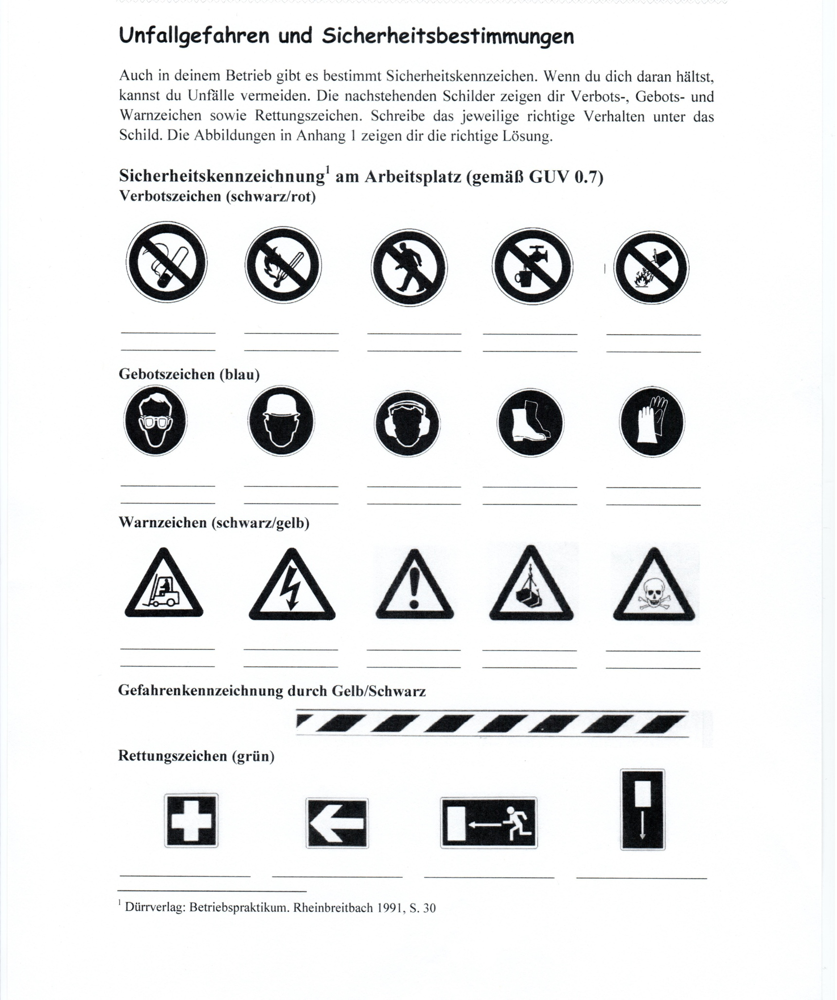 Unfallgefahren und Sicherheitsbestimmungen
Auch in deinem Betrieb gibt es bestimmt Sicherheitskennzeichen. Wenn du dich daran hältst,
kannst du Unfälle vermeiden. Die nachstehenden Schilder zeigen dir Verbots-, Gebots- und
Warnzeichen sowie Rettungszeichen. Schreibe das jeweilige richtige Verhalten unter das
Schild. Die Abbildungen in Anhang 1 zeigen dir die richtige Lösung.
Sicherheitskennzeichnung¹ am Arbeitsplatz (gemäß GUV 0.7)
Verbotszeichen (schwarz/rot)
Gebotszeichen (blau)
Warnzeichen (schwarz/gelb)
Gefahrenkennzeichnung durch Gelb/Schwarz
Rettungszeichen (grün)
¹ Dürrverlag: Betriebspraktikum. Rheinbreitbach 1991, S. 30